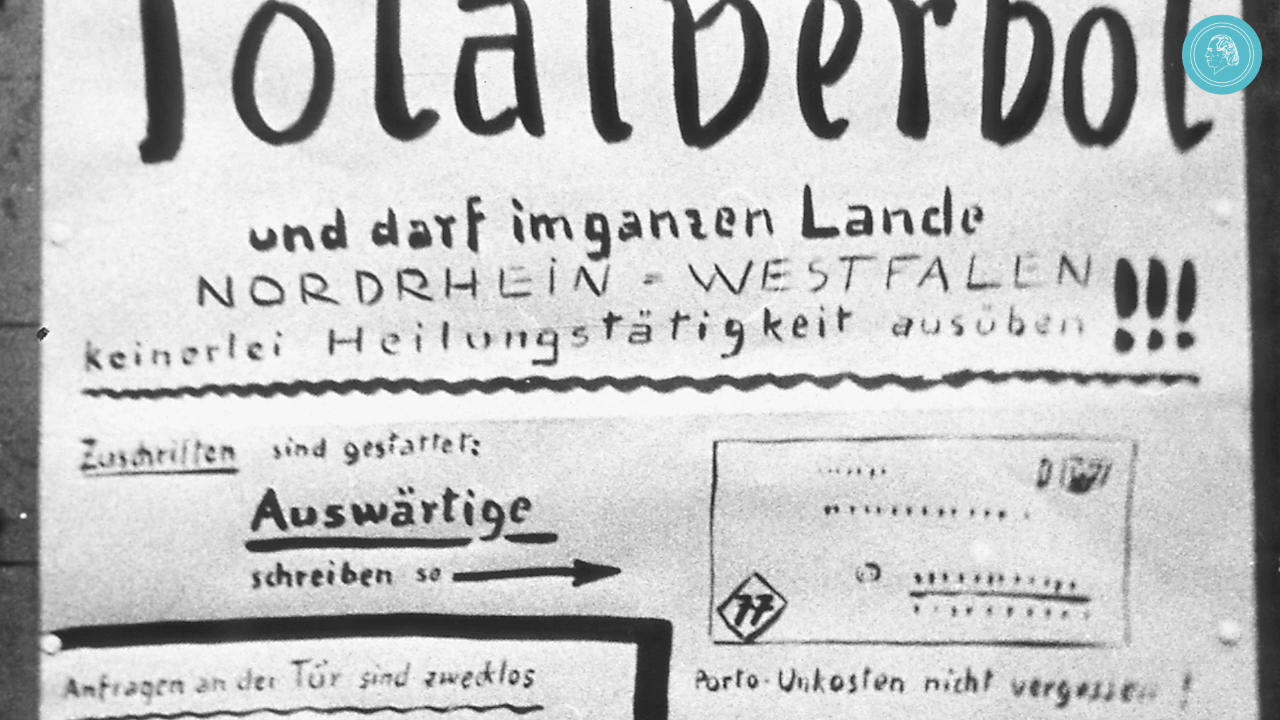 Totalverbot
und darf im ganzen Lande
NORDRHEIN-WESTFALEN !!!
keinerlei Heilungstätigkeit ausüben
Zuschriften sind gestattet:
Auswärtige
schreiben so
17
Anfragen an der Tür sind zwecklos
Porto-Unkosten nicht vergessen !